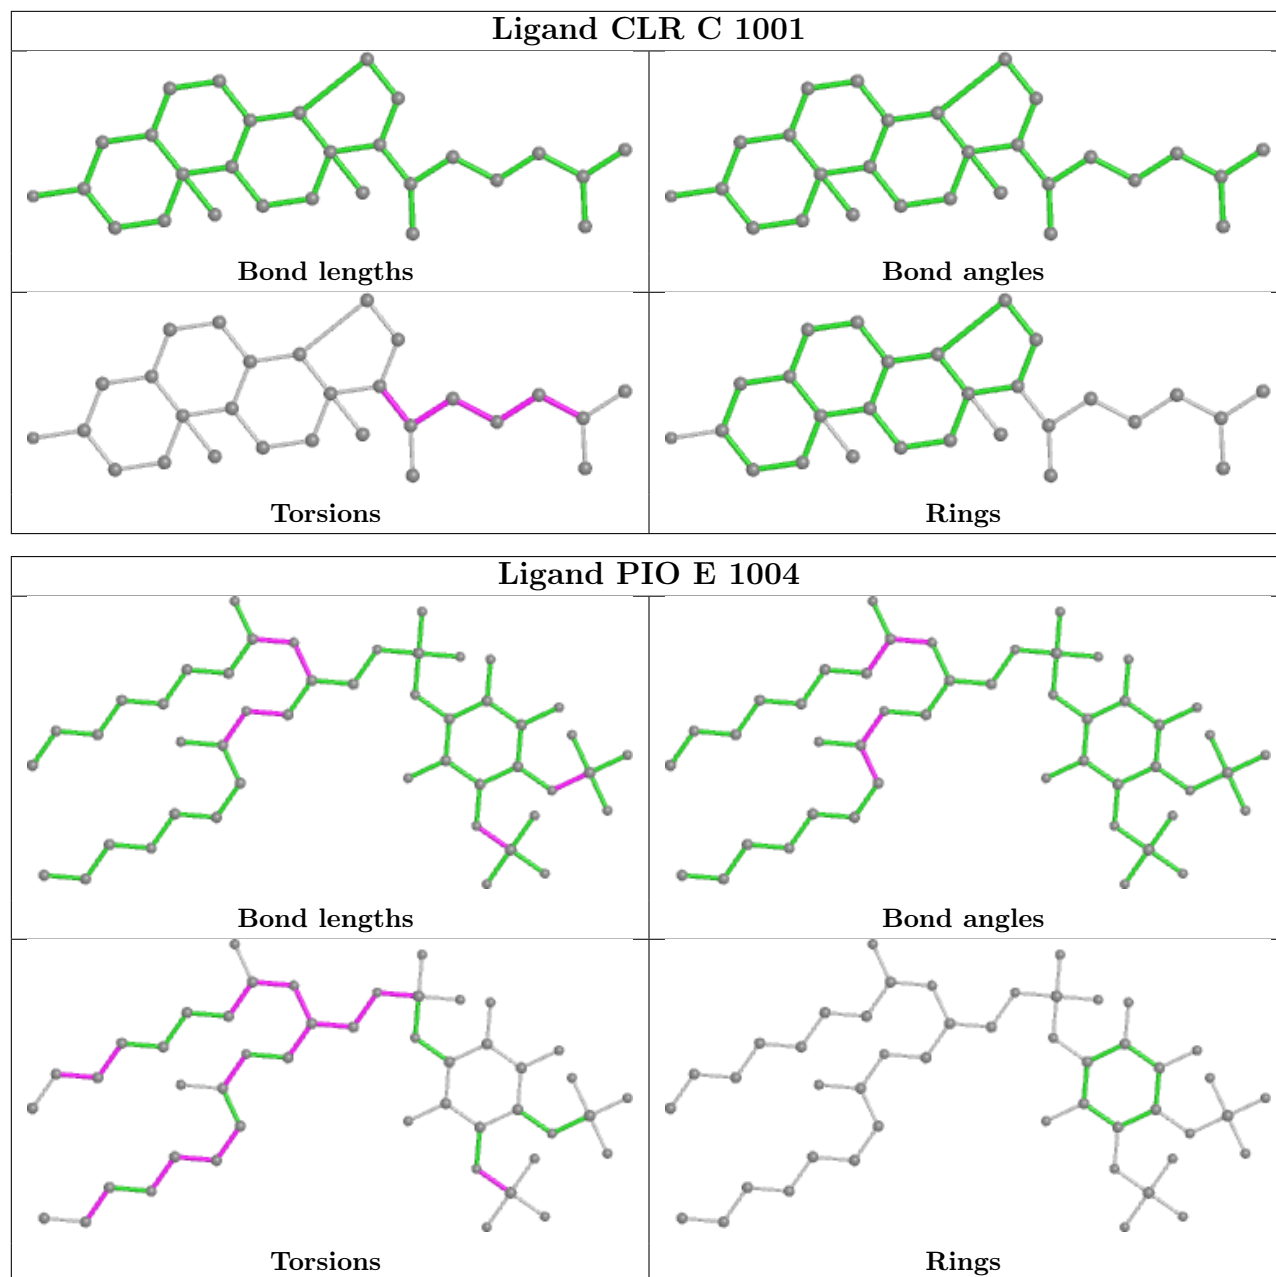 Ligand CLR C 1001
Bond lengths
Bond angles
Torsions
Rings
Ligand PIO E 1004
Bond lengths
Bond angles
Torsions
Rings